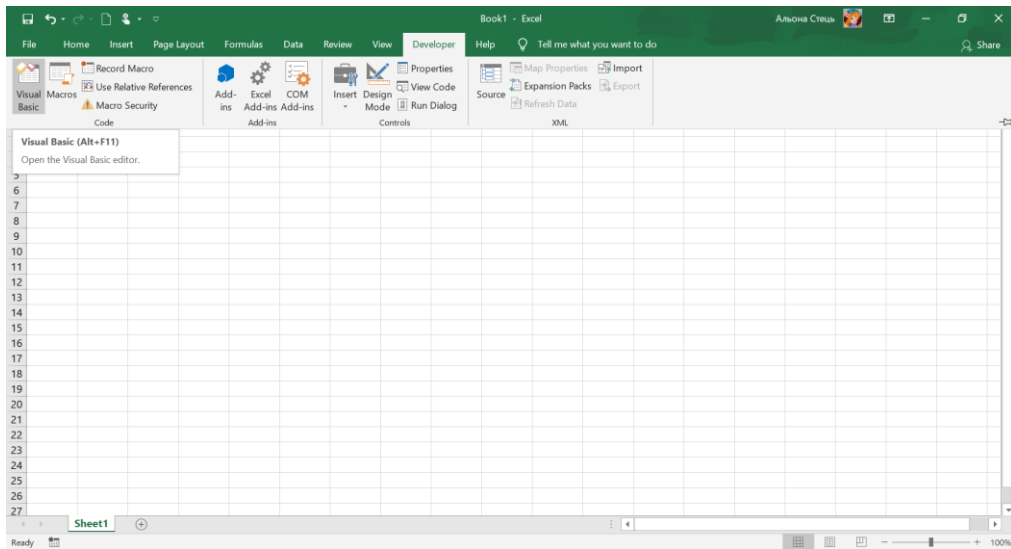 Book1 - Excel
Альона Стець
File Home Insert Page Layout Formulas Data Review View Developer Help Tell me what you want to do Share
Visual Basic
Macros
Record Macro
Use Relative References
Macro Security
Code
Add-ins
Excel Add-ins
COM Add-ins
Add-ins
Insert
Design Mode
Properties
View Code
Run Dialog
Controls
Source
Map Properties
Expansion Packs
Refresh Data
Import
Export
XML
Visual Basic (Alt+F11)
Open the Visual Basic editor.
5
6
7
8
9
10
11
12
13
14
15
16
17
18
19
20
21
22
23
24
25
26
27
Sheet1
Ready
100%